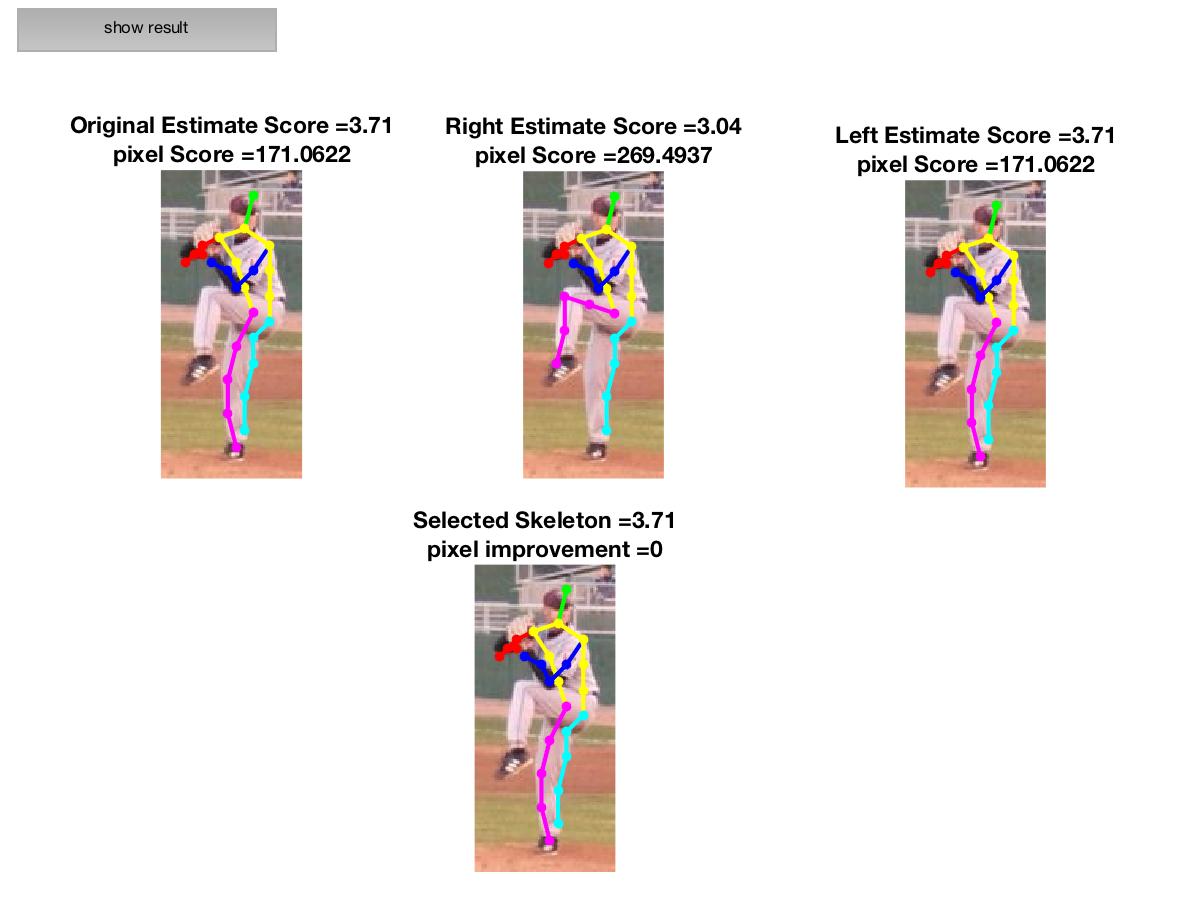 show result
Original Estimate Score =3.71
pixel Score =171.0622
Right Estimate Score =3.04
pixel Score =269.4937
Left Estimate Score =3.71
pixel Score =171.0622
Selected Skeleton =3.71
pixel improvement =0